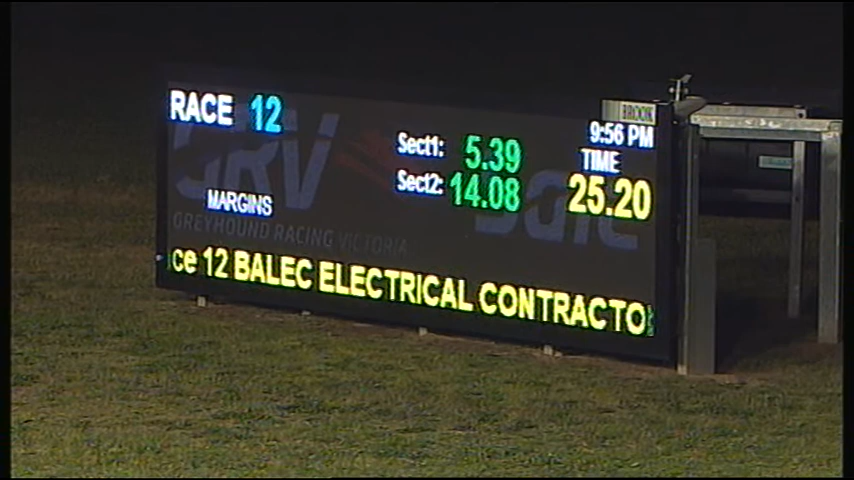 RACE 12
9:56 PM
Sect1: 5.39
TIME
Sect2: 14.08
25.20
GRV
MARGINS
GREYHOUND RACING VICTORIA
ce 12 BALEC ELECTRICAL CONTRACTO